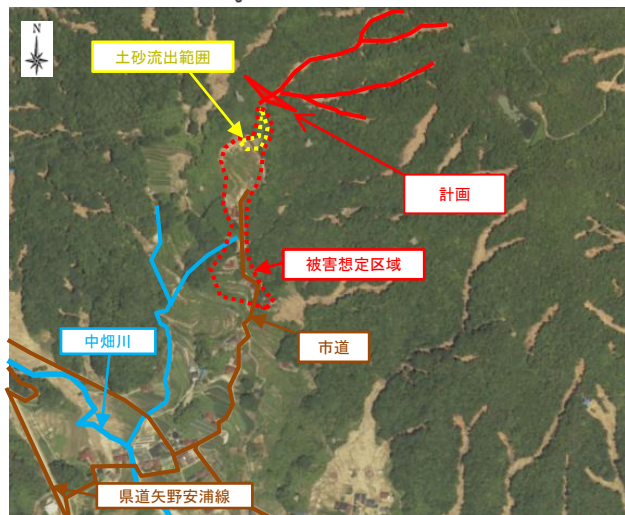 N
土砂流出範囲
計画
被害想定区域
中畑川
市道
県道矢野安浦線